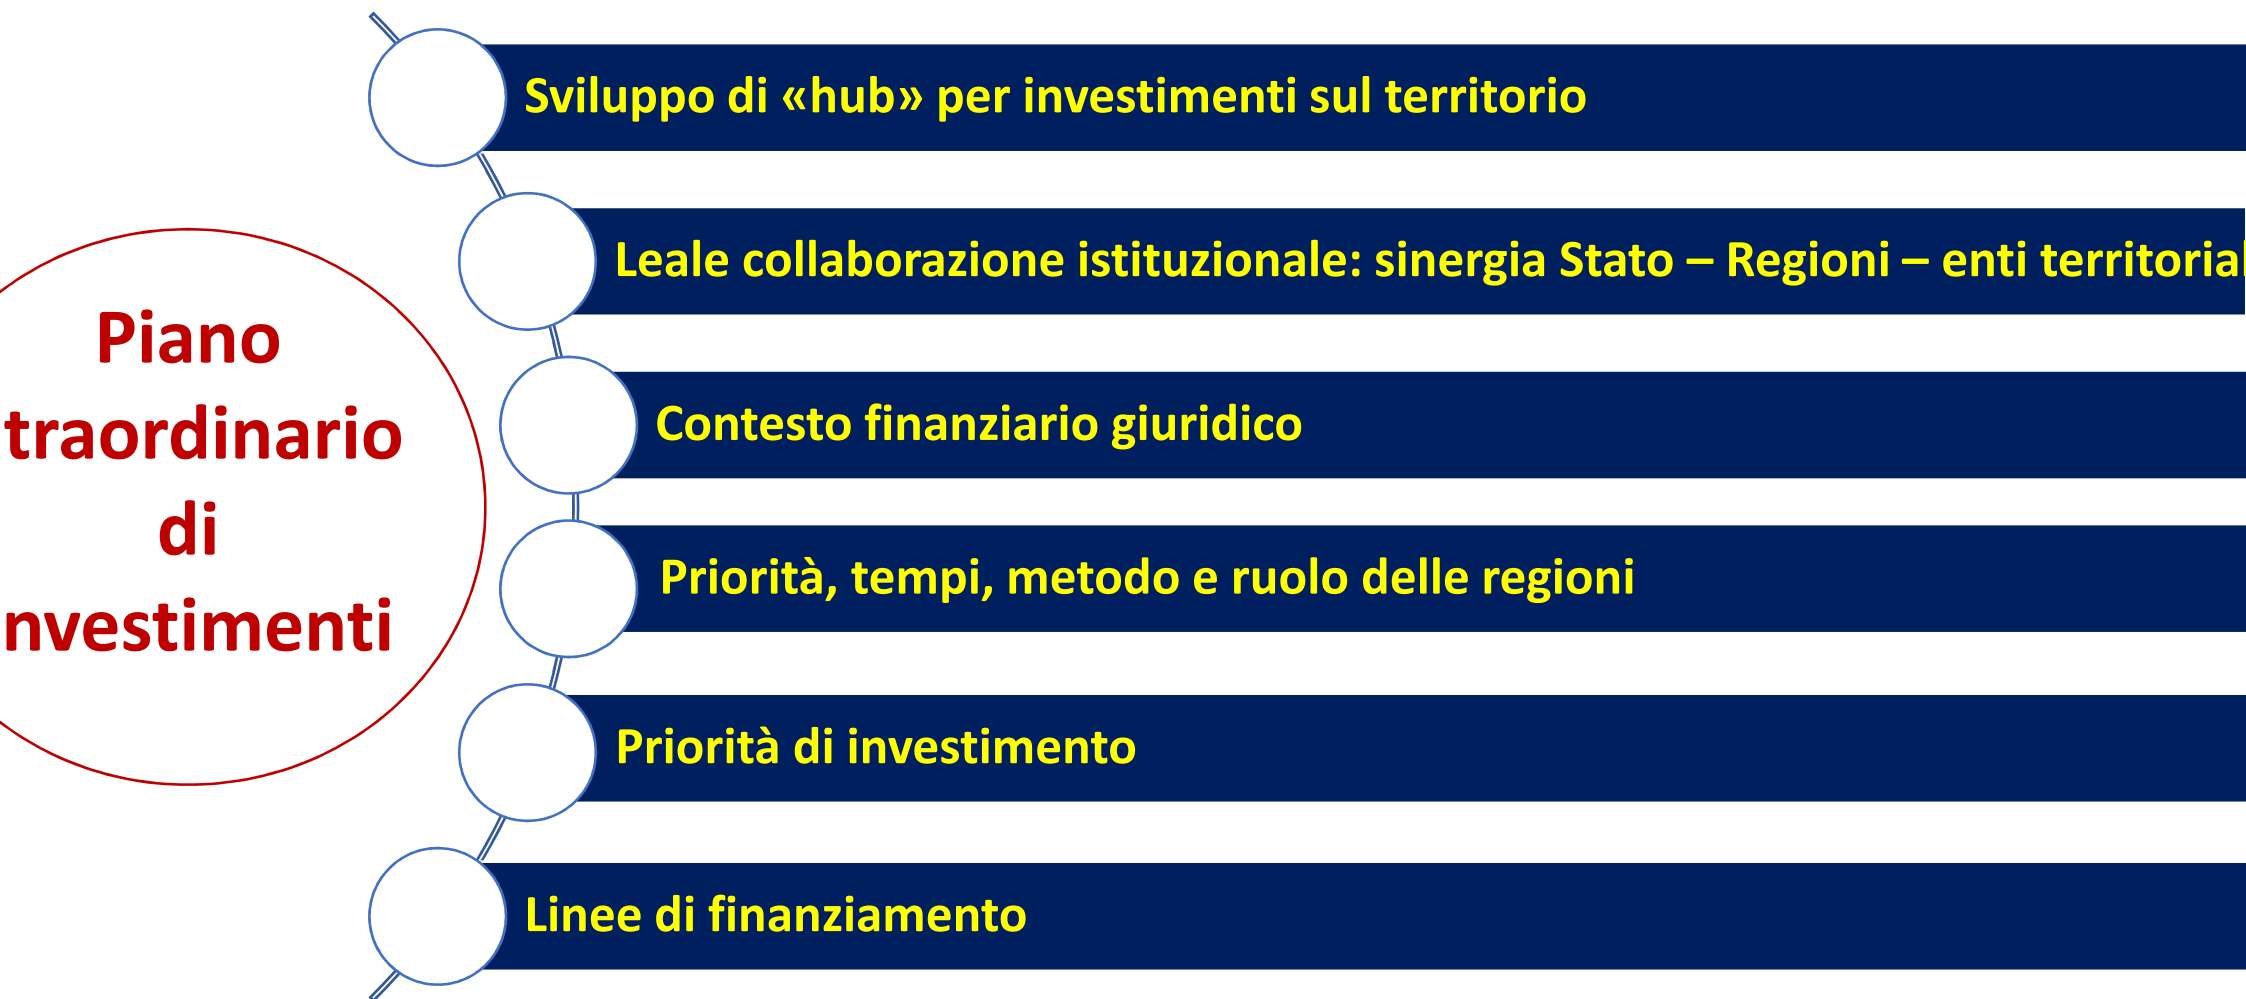 Piano
traordinario
di
nvestimenti
Sviluppo di «hub» per investimenti sul territorio
Leale collaborazione istituzionale: sinergia Stato – Regioni – enti territorial
Contesto finanziario giuridico
Priorità, tempi, metodo e ruolo delle regioni
Priorità di investimento
Linee di finanziamento